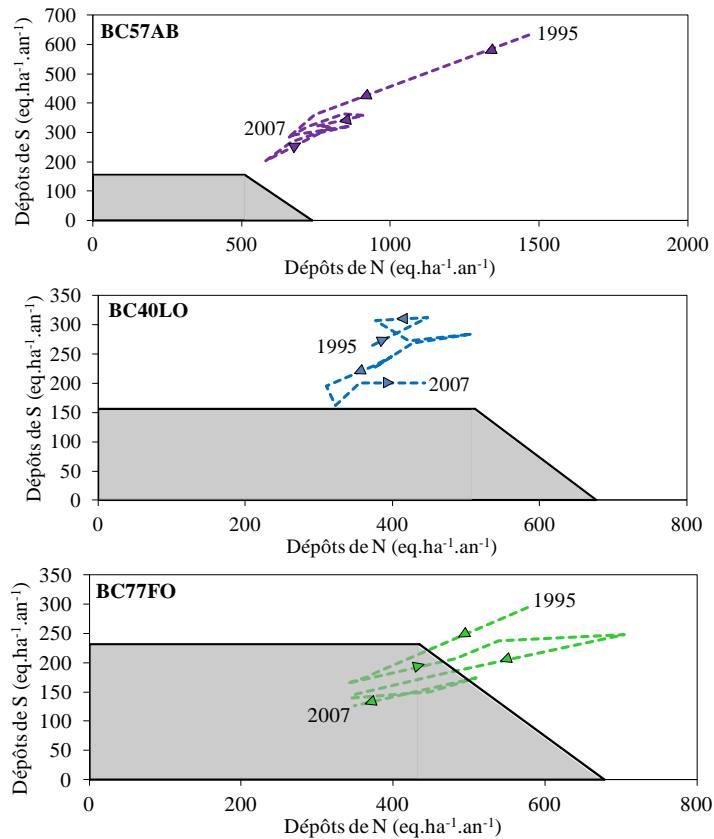 BC57AB
Dépôts de S (eq.ha-1.an-1)
700
600
500
400
300
200
100
0
1995
2007
0 500 1000 1500 2000
Dépôts de N (eq.ha-1.an-1)
BC40LO
Dépôts de S (eq.ha-1.an-1)
350
300
250
200
150
100
50
0
1995
2007
0 200 400 600 800
Dépôts de N (eq.ha-1.an-1)
BC77FO
Dépôts de S (eq.ha-1.an-1)
350
300
250
200
150
100
50
0
1995
2007
0 200 400 600 800
Dépôts de N (eq.ha-1.an-1)